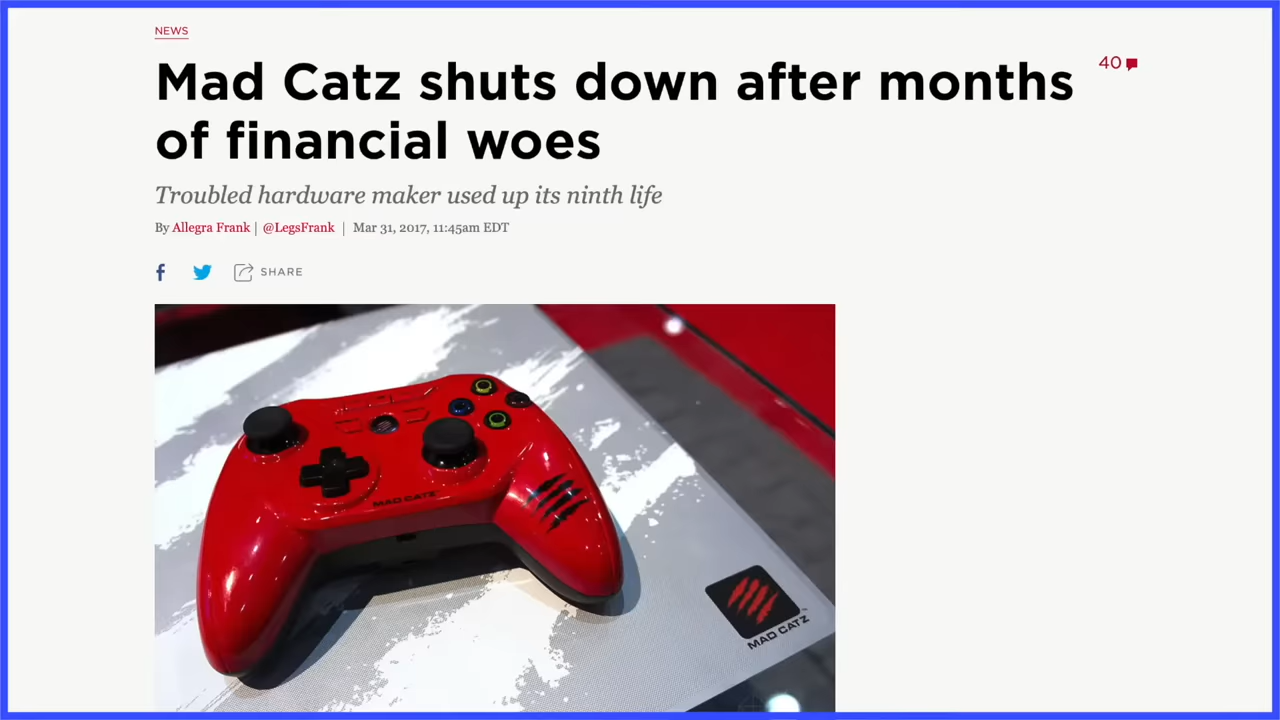 NEWS
Mad Catz shuts down after months
of financial woes
40
Troubled hardware maker used up its ninth life
By Allegra Frank | @LegsFrank | Mar 31, 2017, 11:45am EDT
SHARE
MAD CATZ
MAD CATZ